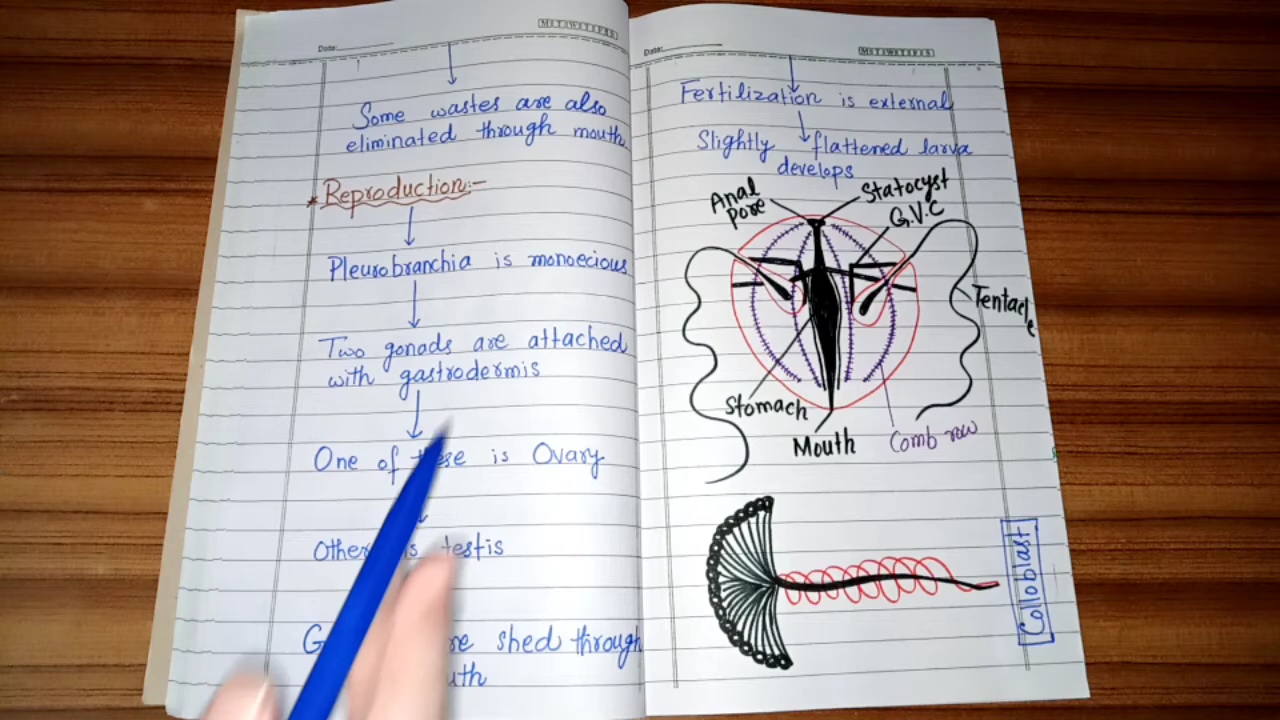 Date:
Some wastes are also
eliminated through mouth
* Reproduction:-
Pleurobranchia is monoecious
Two gonads are attached
with gastrodermis
One of these is Ovary
Other is testis
shed through
Date:
Fertilization is external
Slightly flattened larva
develops
Anal
pore
Statocyst
G.V.C
Tentacle
Stomach
Mouth
Comb row
Colloblast